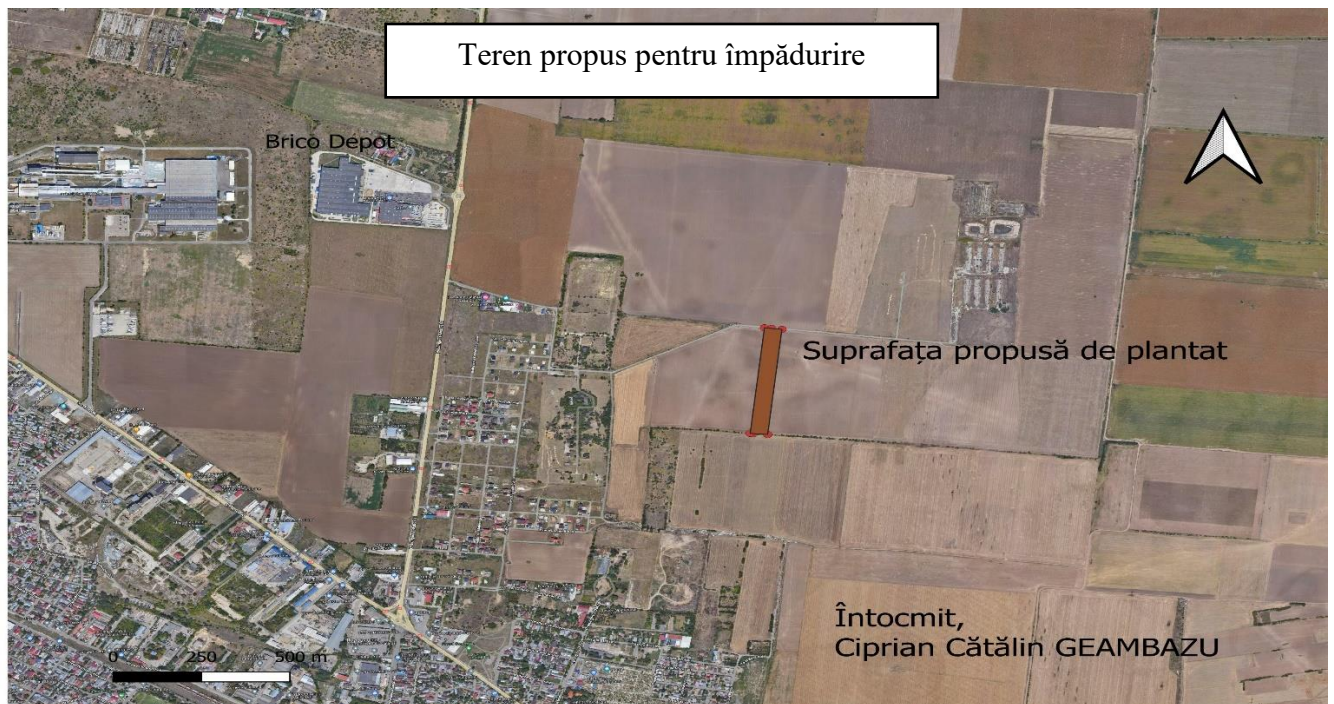 Teren propus pentru împădurire
Brico Depot
Suprafața propusă de plantat
Întocmit,
Ciprian Cătălin GEAMBAZU
0 250 500 m